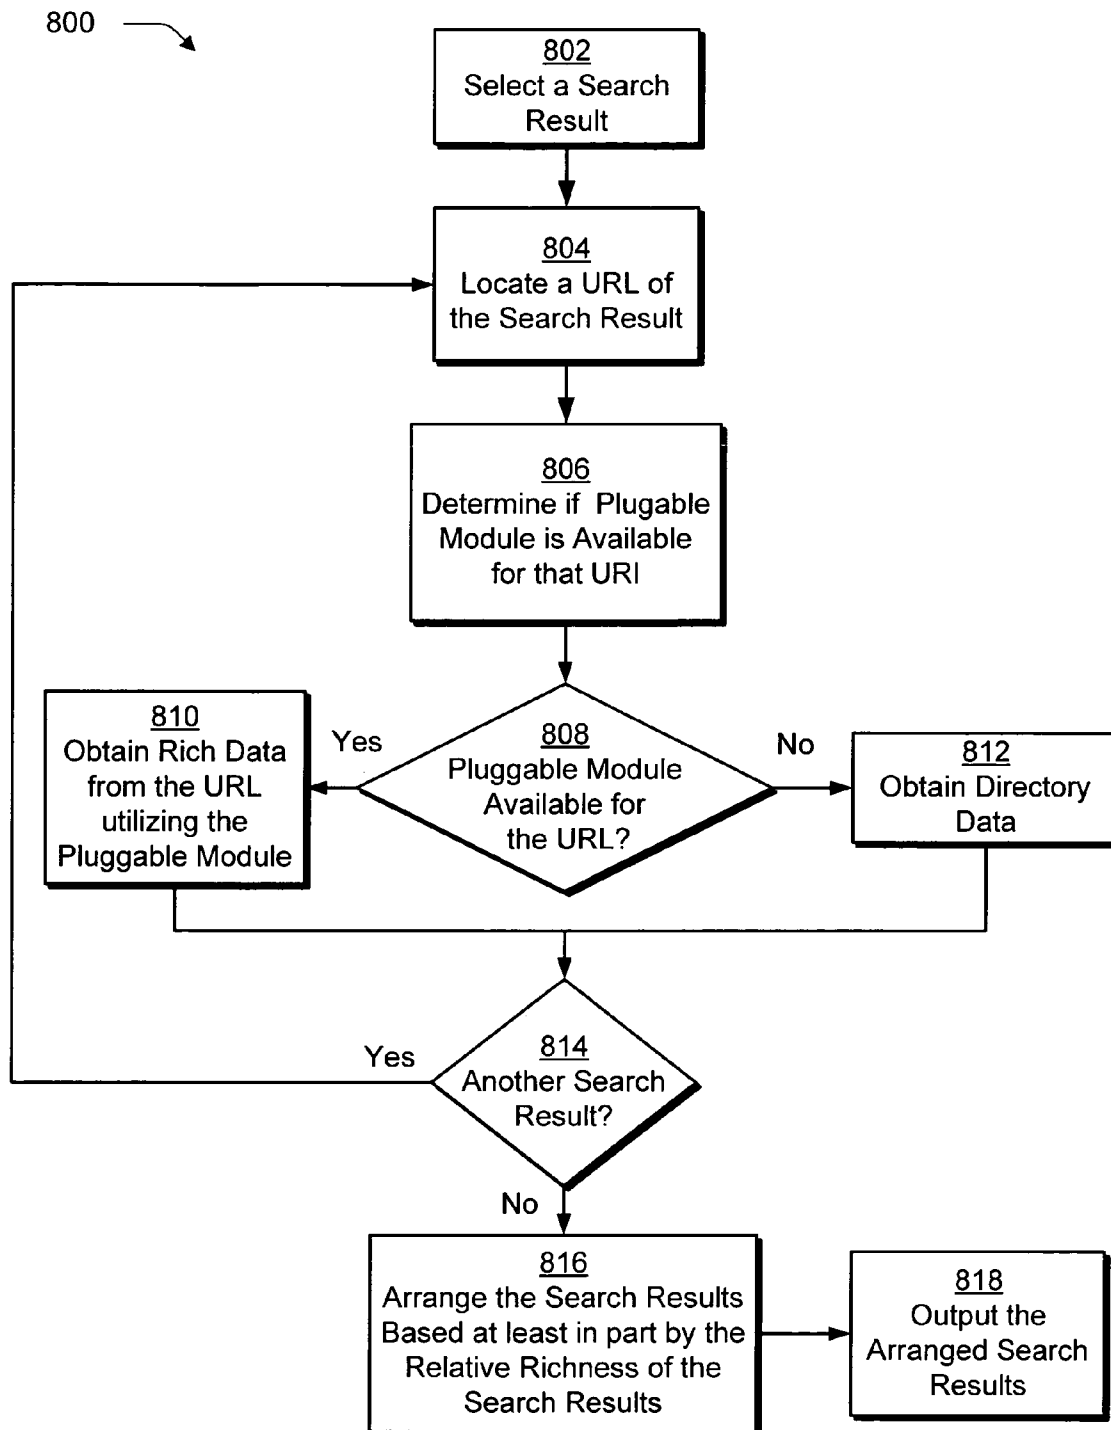 800
802
Select a Search
Result
804
Locate a URL of
the Search Result
806
Determine if Plugable
Module is Available
for that URI
810
Obtain Rich Data
from the URL
utilizing the
Pluggable Module
Yes
808
Pluggable Module
Available for
the URL?
No
812
Obtain Directory
Data
Yes
814
Another Search
Result?
No
816
Arrange the Search Results
Based at least in part by the
Relative Richness of the
Search Results
818
Output the
Arranged Search
Results